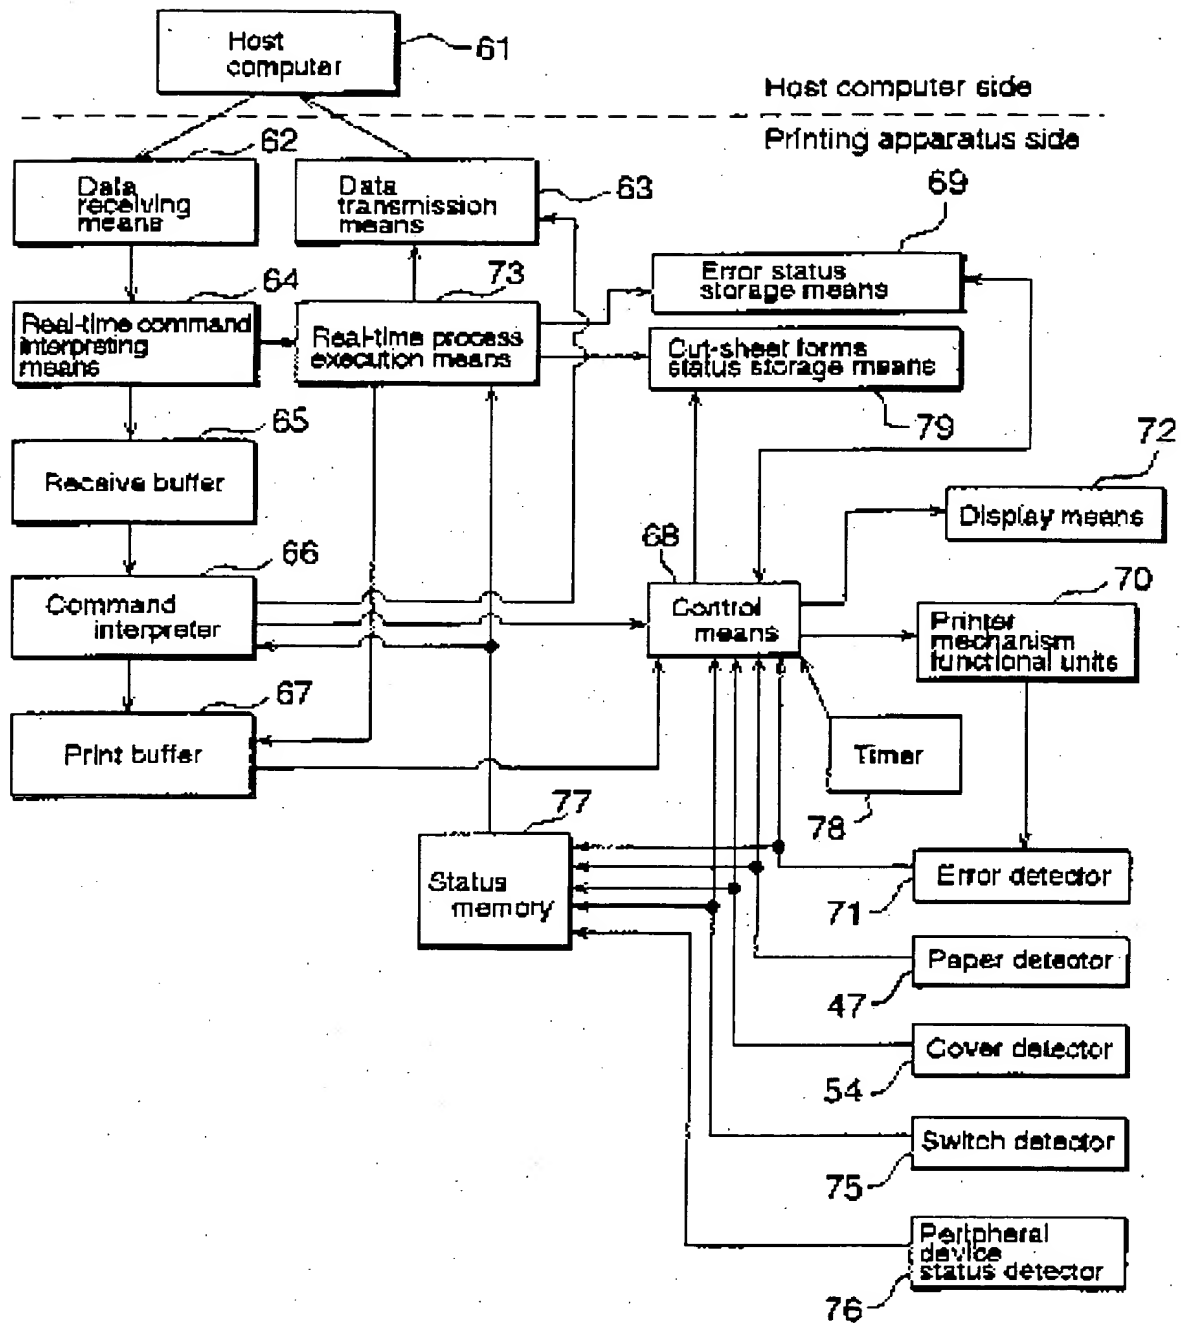 Host
computer
61
Host computer side
Printing apparatus side
62
Data
receiving
means
Data
transmission
means
63
69
64
73
Error status
storage means
Real-time command
interpreting
means
Real-time process
execution means
Cut-sheet forms
status storage means
79
72
65
Receive buffer
Display means
68
66
70
Command
interpreter
Control
means
Printer
mechanism
functional units
67
Print buffer
Timer
78
77
Status
memory
Error detector
71
Paper detector
47
Cover detector
54
Switch detector
75
Peripheral
device
status detector
76